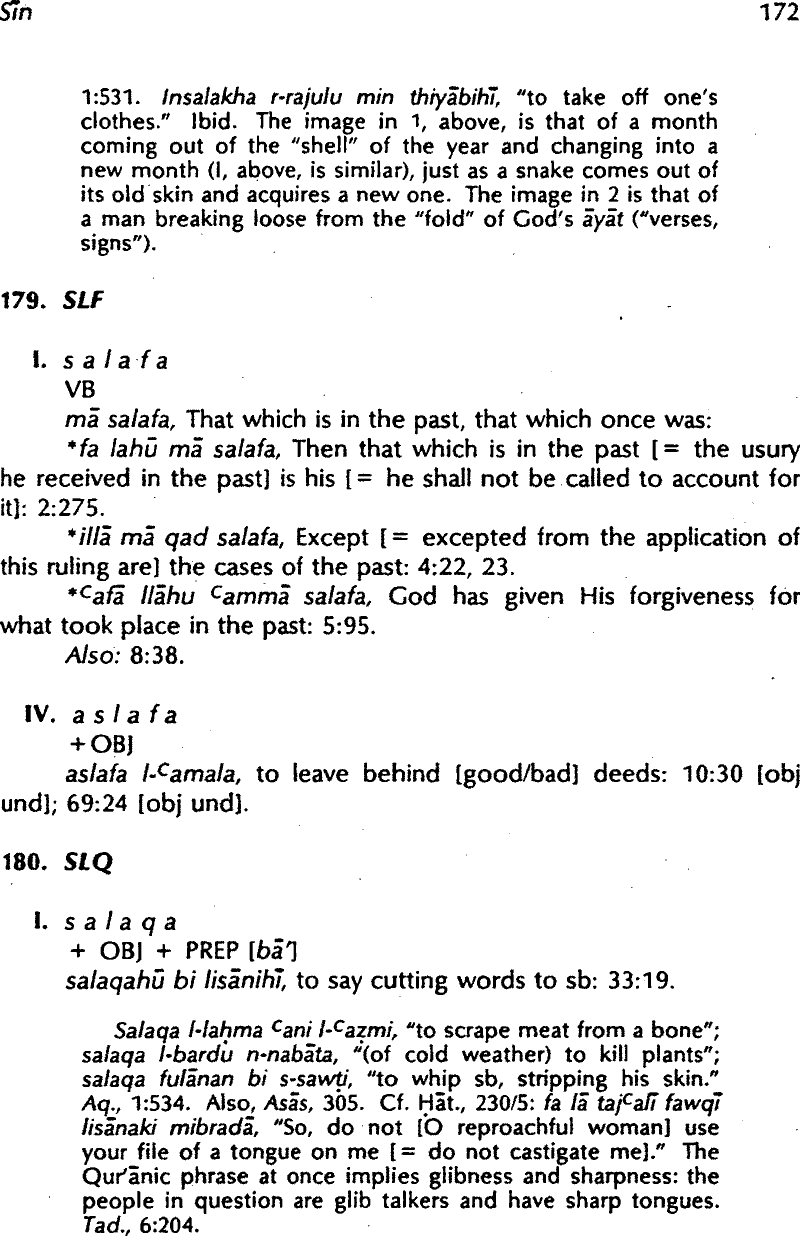 Sīn 172
1:531. Insalakha r-rajulu min thiyābihī, "to take off one's
clothes." Ibid. The image in 1, above, is that of a month
coming out of the "shell" of the year and changing into a
new month (I, above, is similar), just as a snake comes out of
its old skin and acquires a new one. The image in 2 is that of
a man breaking loose from the "fold" of God's āyāt ("verses,
signs").
179. SLF
I. s a l a f a
VB
mā salafa, That which is in the past, that which once was:
*fa lahū mā salafa, Then that which is in the past [= the usury
he received in the past] is his [= he shall not be called to account for
it]: 2:275.
*illā mā qad salafa, Except [= excepted from the application of
this ruling are] the cases of the past: 4:22, 23.
*ᶜafā llāhu ᶜammā salafa, God has given His forgiveness for
what took place in the past: 5:95.
Also: 8:38.
IV. a s l a f a
+OBJ
aslafa l-ᶜamala, to leave behind [good/bad] deeds: 10:30 [obj
und]; 69:24 [obj und].
180. SLQ
I. s a l a q a
+ OBJ + PREP [bā']
salaqahū bi lisānihī, to say cutting words to sb: 33:19.
Salaqa l-laḥma ᶜani l-ᶜaẓmi, "to scrape meat from a bone";
salaqa l-bardu n-nabāta, "(of cold weather) to kill plants";
salaqa fulānan bi s-sawṭi, "to whip sb, stripping his skin."
Aq., 1:534. Also, Asās, 305. Cf. Ḥāt., 230/5: fa lā tajᶜalī fawqī
lisānaki mibradā, "So, do not [O reproachful woman] use
your file of a tongue on me [= do not castigate me]." The
Qur'ānic phrase at once implies glibness and sharpness: the
people in question are glib talkers and have sharp tongues.
Tad., 6:204.